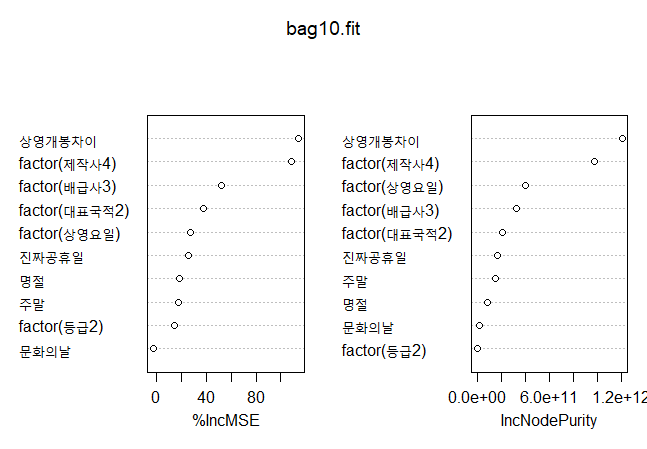 bag10.fit
상영개봉차이
factor(제작사4)
factor(배급사3)
factor(대표국적2)
factor(상영요일)
진짜공휴일
명절
주말
factor(등급2)
문화의날
0 40 80
%IncMSE
상영개봉차이
factor(제작사4)
factor(상영요일)
factor(배급사3)
factor(대표국적2)
진짜공휴일
주말
명절
문화의날
factor(등급2)
0.0e+00 6.0e+11 1.2e+12
IncNodePurity